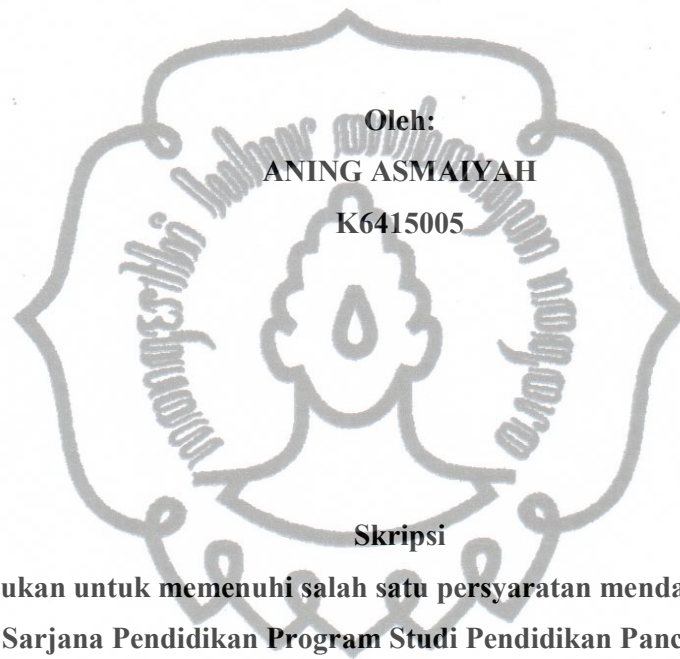 Oleh:
ANING ASMAIYAH
K6415005
Skripsi
ukan untuk memenuhi salah satu persyaratan menda
Sarjana Pendidikan Program Studi Pendidikan Panc